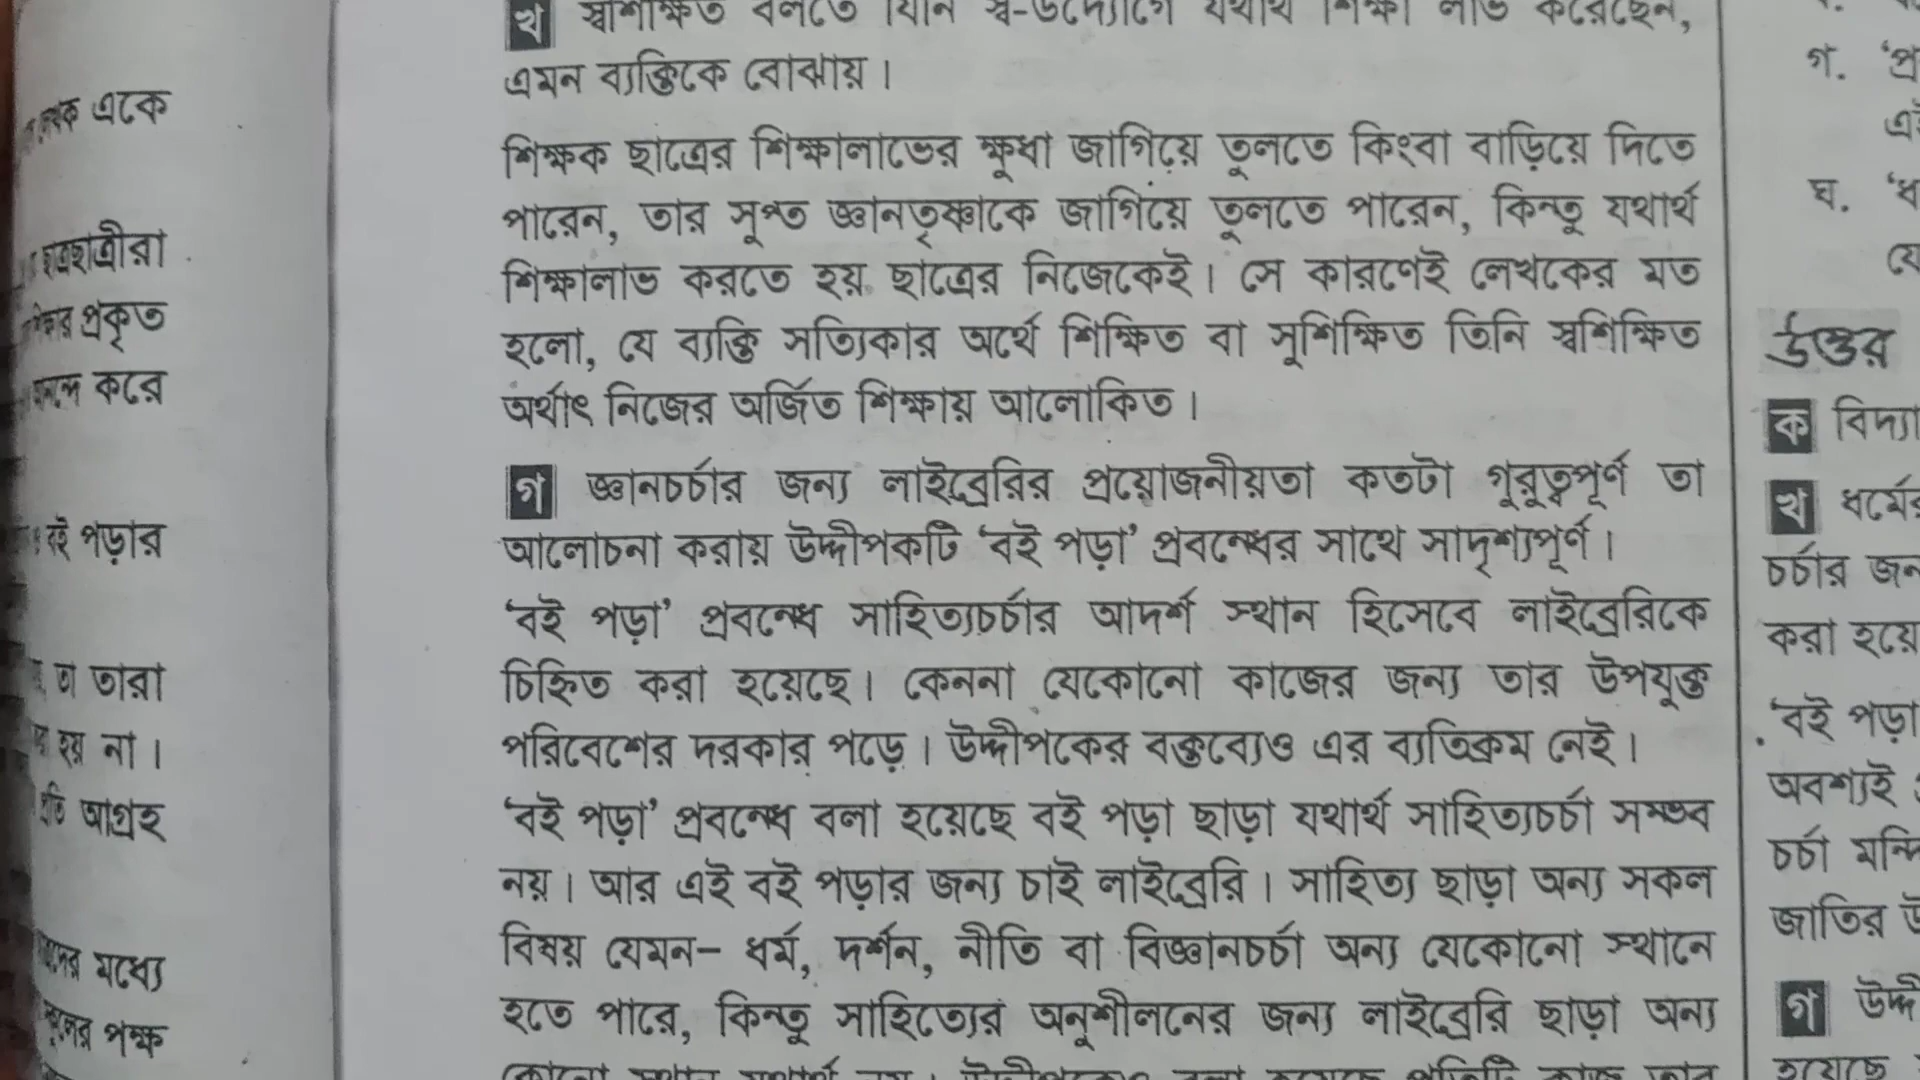 একে
ছাত্রছাত্রীরা
প্রকৃত
করে
বই পড়ার
তা তারা
হয় না।
আগ্রহ
মধ্যে
পক্ষ
খ স্বশিক্ষিত বলতে যিনি স্ব-উদ্যোগে যথার্থ শিক্ষা লাভ করেছেন,
এমন ব্যক্তিকে বোঝায়।
শিক্ষক ছাত্রের শিক্ষালাভের ক্ষুধা জাগিয়ে তুলতে কিংবা বাড়িয়ে দিতে
পারেন, তার সুপ্ত জ্ঞানতৃষ্ণাকে জাগিয়ে তুলতে পারেন, কিন্তু যথার্থ
শিক্ষালাভ করতে হয় ছাত্রের নিজেকেই। সে কারণেই লেখকের মত
হলো, যে ব্যক্তি সত্যিকার অর্থে শিক্ষিত বা সুশিক্ষিত তিনি স্বশিক্ষিত
অর্থাৎ নিজের অর্জিত শিক্ষায় আলোকিত।
গ জ্ঞানচর্চার জন্য লাইব্রেরির প্রয়োজনীয়তা কতটা গুরুত্বপূর্ণ তা
আলোচনা করায় উদ্দীপকটি ‘বই পড়া’ প্রবন্ধের সাথে সাদৃশ্যপূর্ণ।
‘বই পড়া’ প্রবন্ধে সাহিত্যচর্চার আদর্শ স্থান হিসেবে লাইব্রেরিকে
চিহ্নিত করা হয়েছে। কেননা যেকোনো কাজের জন্য তার উপযুক্ত
পরিবেশের দরকার পড়ে। উদ্দীপকের বক্তব্যেও এর ব্যতিক্রম নেই।
‘বই পড়া’ প্রবন্ধে বলা হয়েছে বই পড়া ছাড়া যথার্থ সাহিত্যচর্চা সম্ভব
নয়। আর এই বই পড়ার জন্য চাই লাইব্রেরি। সাহিত্য ছাড়া অন্য সকল
বিষয় যেমন– ধর্ম, দর্শন, নীতি বা বিজ্ঞানচর্চা অন্য যেকোনো স্থানে
হতে পারে, কিন্তু সাহিত্যের অনুশীলনের জন্য লাইব্রেরি ছাড়া অন্য
গ.
ঘ.
উত্তর
ক
খ
চর্চার
করা
‘বই পড়া
অবশ্যই
চর্চা
জাতির
গ
হয়েছে